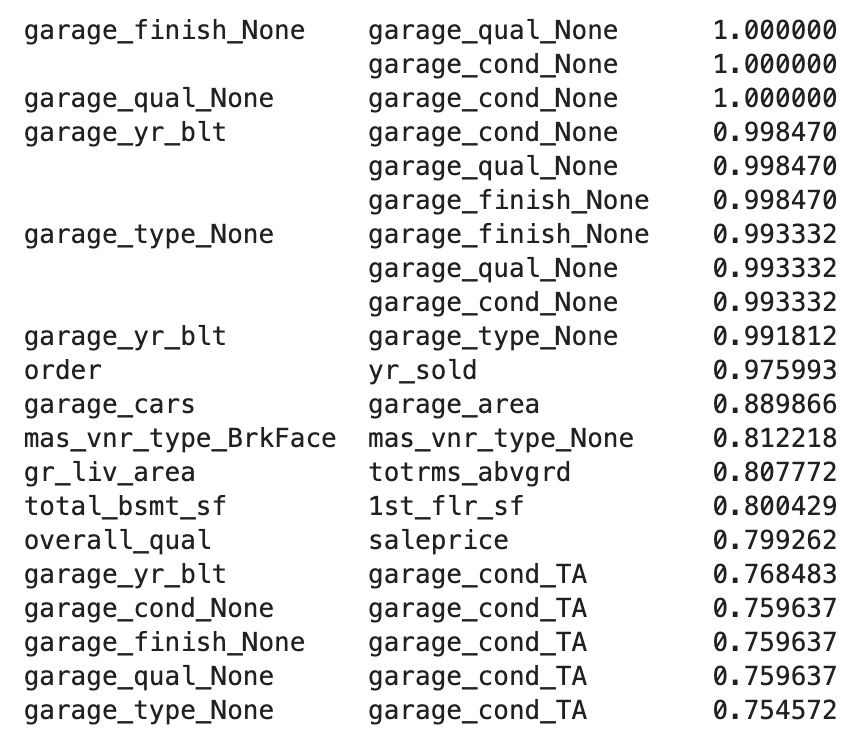 garage_finish_None garage_qual_None 1.000000
garage_cond_None 1.000000
garage_qual_None garage_cond_None 1.000000
garage_yr_blt garage_cond_None 0.998470
garage_qual_None 0.998470
garage_finish_None 0.998470
garage_type_None garage_finish_None 0.993332
garage_qual_None 0.993332
garage_cond_None 0.993332
garage_yr_blt garage_type_None 0.991812
order yr_sold 0.975993
garage_cars garage_area 0.889866
mas_vnr_type_BrkFace mas_vnr_type_None 0.812218
gr_liv_area totrms_abvgrd 0.807772
total_bsmt_sf 1st_flr_sf 0.800429
overall_qual saleprice 0.799262
garage_yr_blt garage_cond_TA 0.768483
garage_cond_None garage_cond_TA 0.759637
garage_finish_None garage_cond_TA 0.759637
garage_qual_None garage_cond_TA 0.759637
garage_type_None garage_cond_TA 0.754572